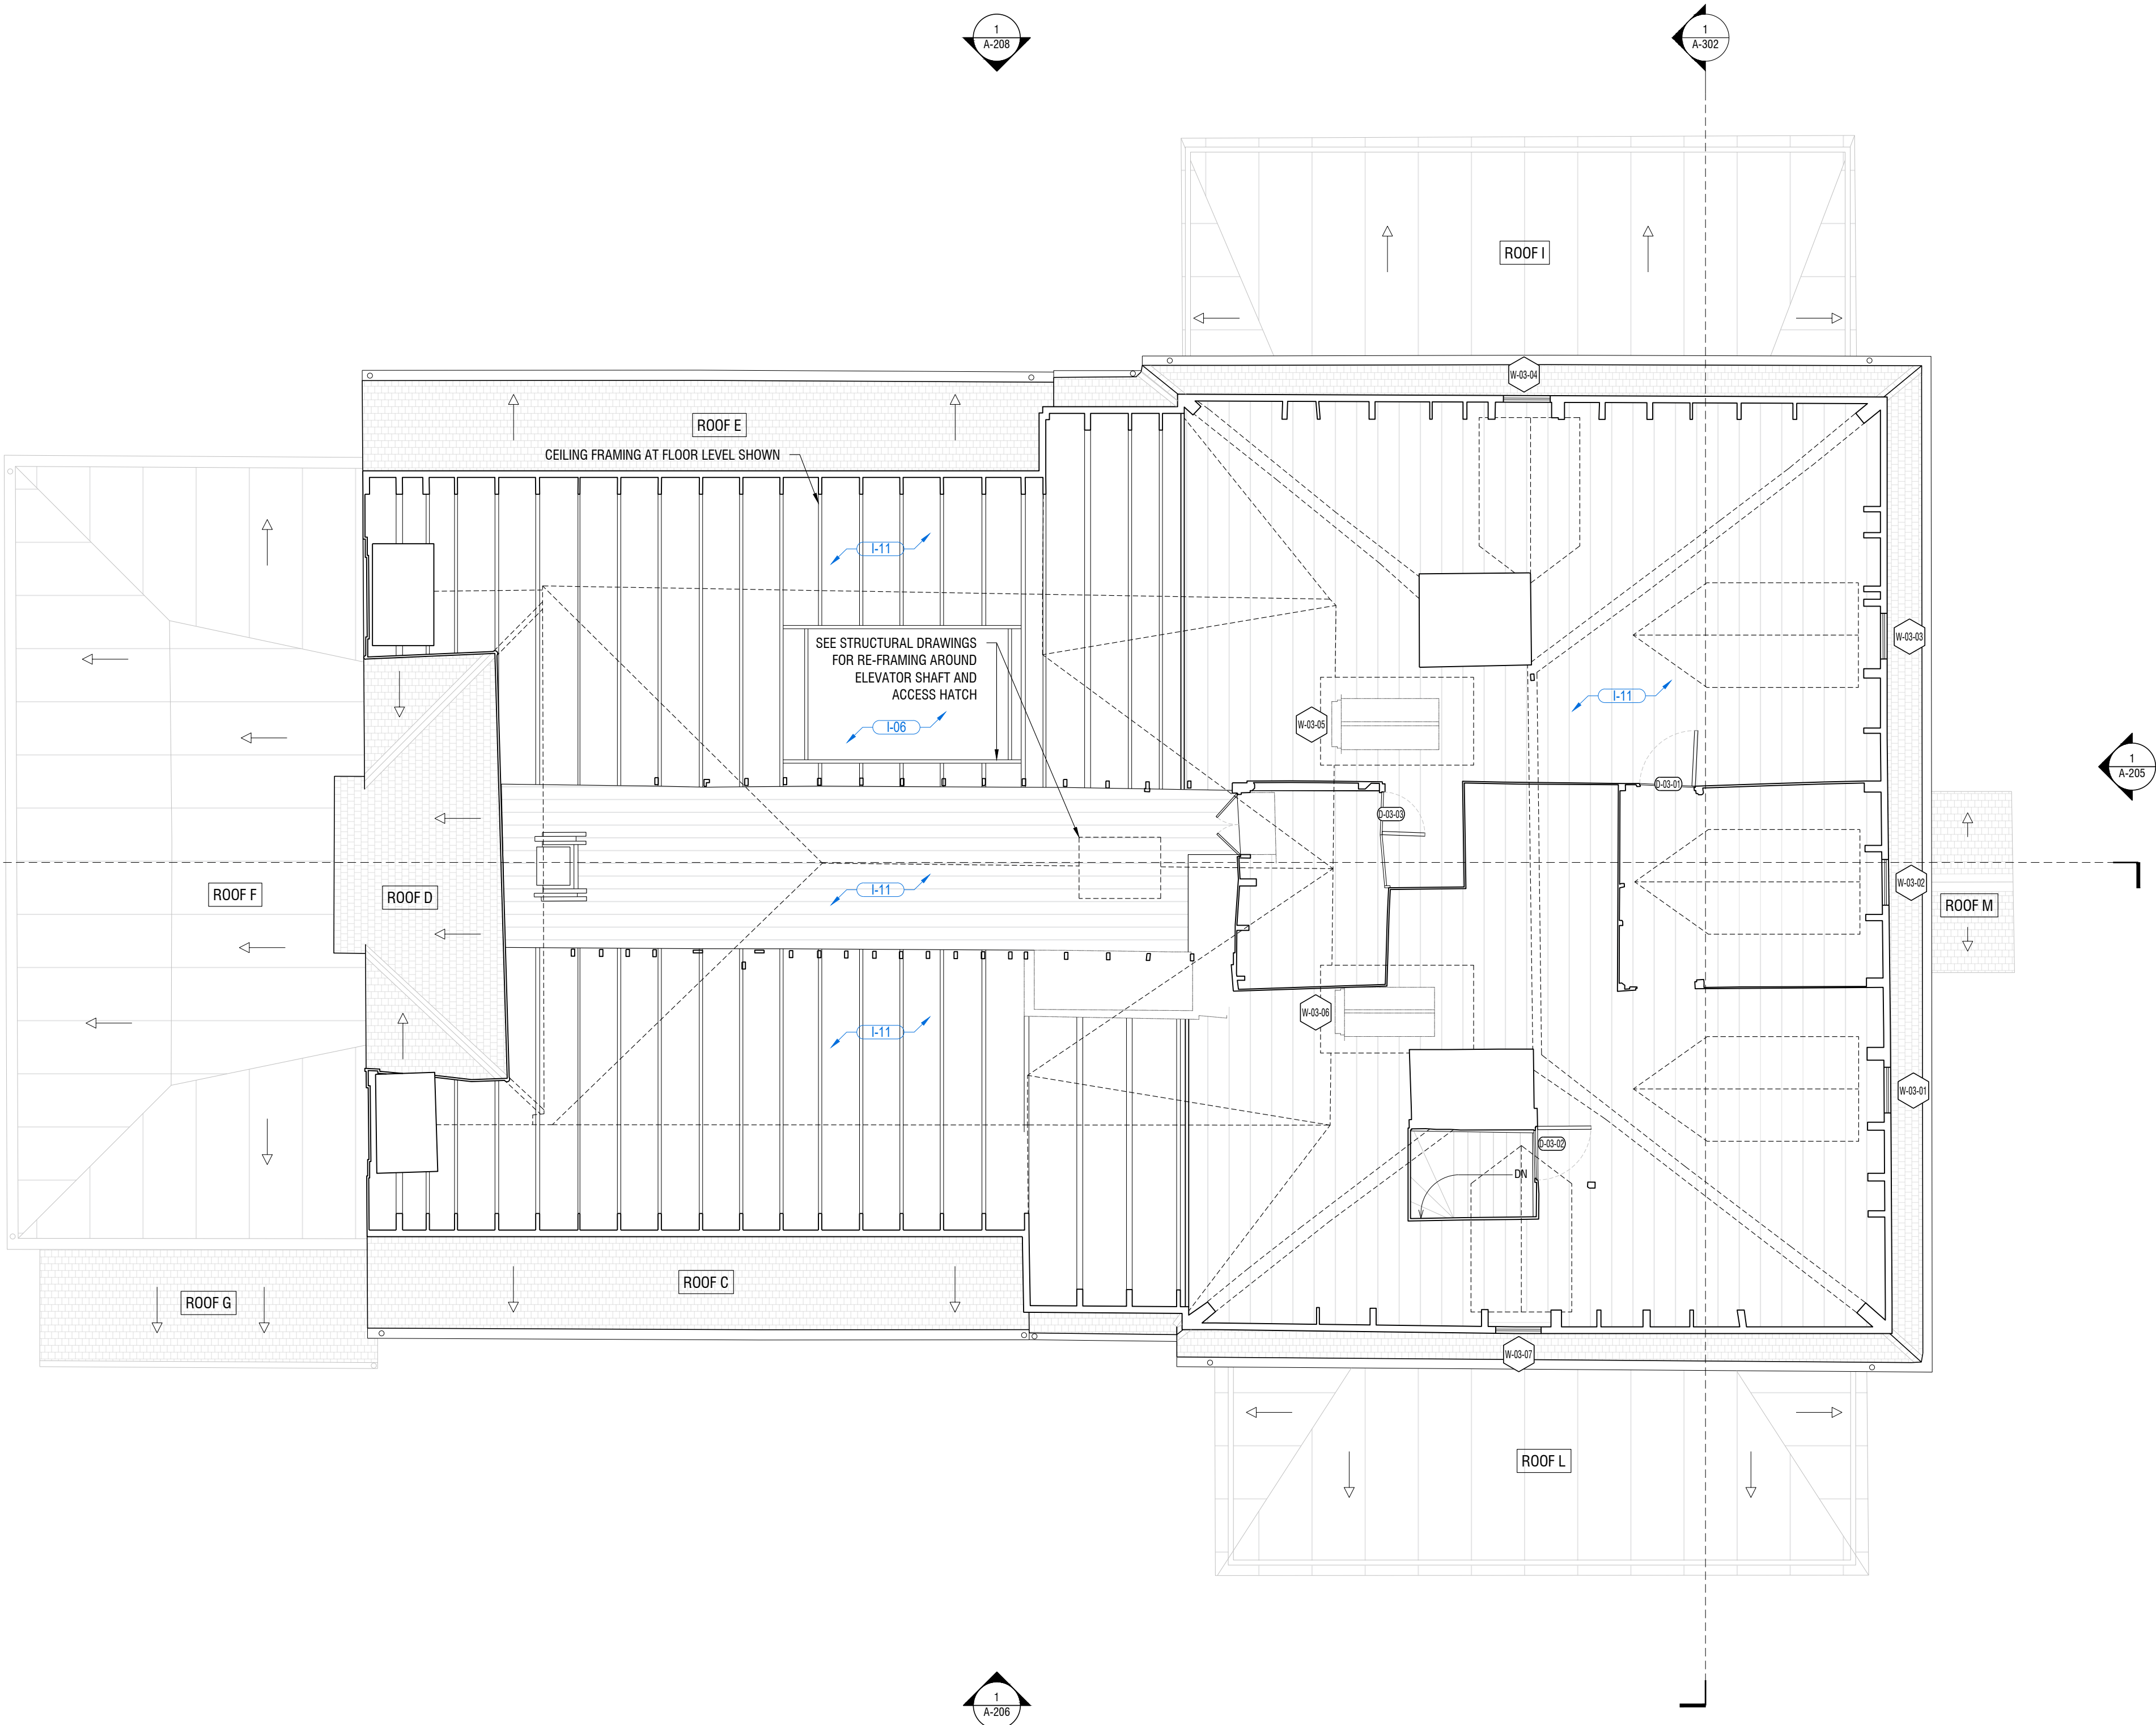 1
A-208
1
A-302
ROOF I
W-03-04
ROOF E
CEILING FRAMING AT FLOOR LEVEL SHOWN
I-11
SEE STRUCTURAL DRAWINGS
FOR RE-FRAMING AROUND
ELEVATOR SHAFT AND
ACCESS HATCH
I-06
W-03-03
I-11
W-03-05
1
A-205
D-03-01
D-03-03
ROOF F
ROOF D
I-11
W-03-02
ROOF M
W-03-06
I-11
W-03-01
D-03-02
DN
ROOF C
ROOF G
W-03-07
ROOF L
1
A-206